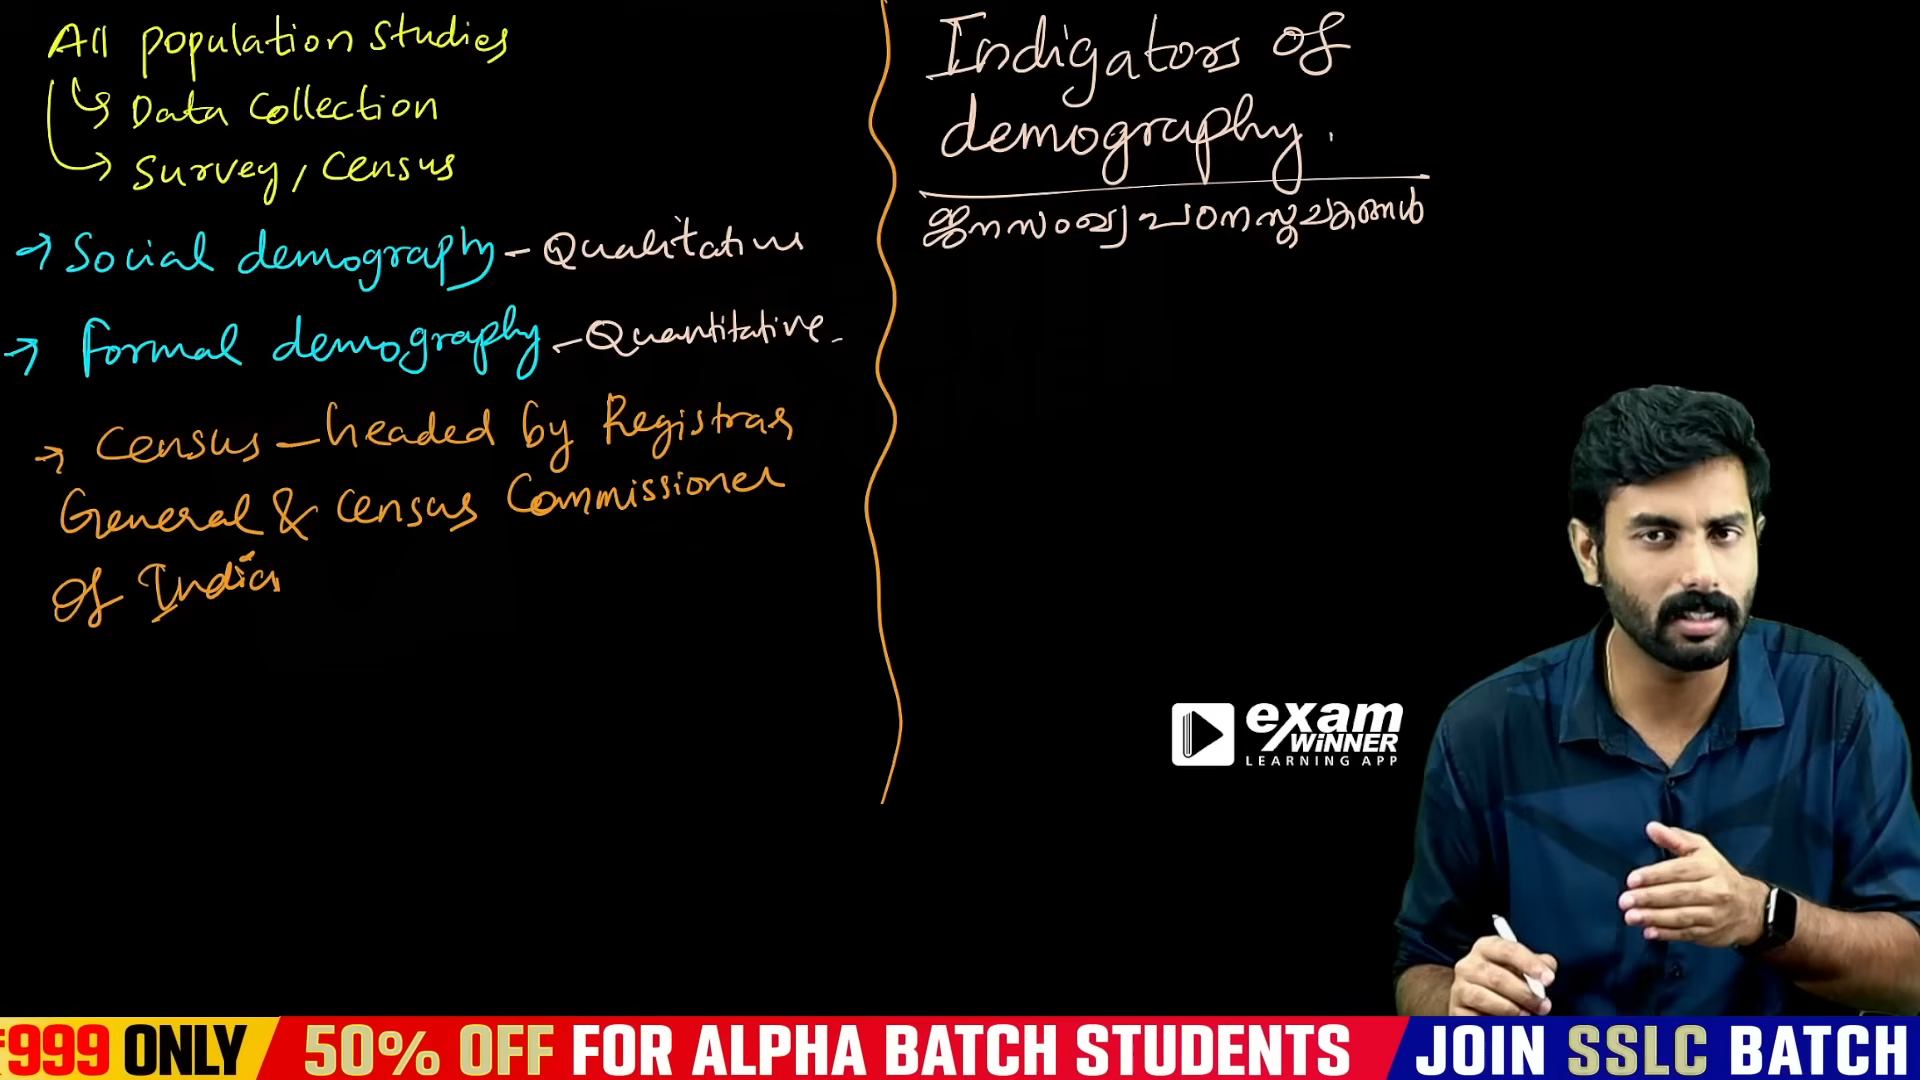 All population studies
↳ Data Collection
→ Survey, Census
→ Social demography - Qualitative
→ Formal demography - Quantitative.
→ Census - headed by Registrar
General & Census Commissioner
of India
Indigators of
demography.
ജനസംഖ്യ പഠനസൂചകങ്ങൾ
exam
WiNNER
LEARNING APP
₹999 ONLY
50% OFF FOR ALPHA BATCH STUDENTS
JOIN SSLC BATCH